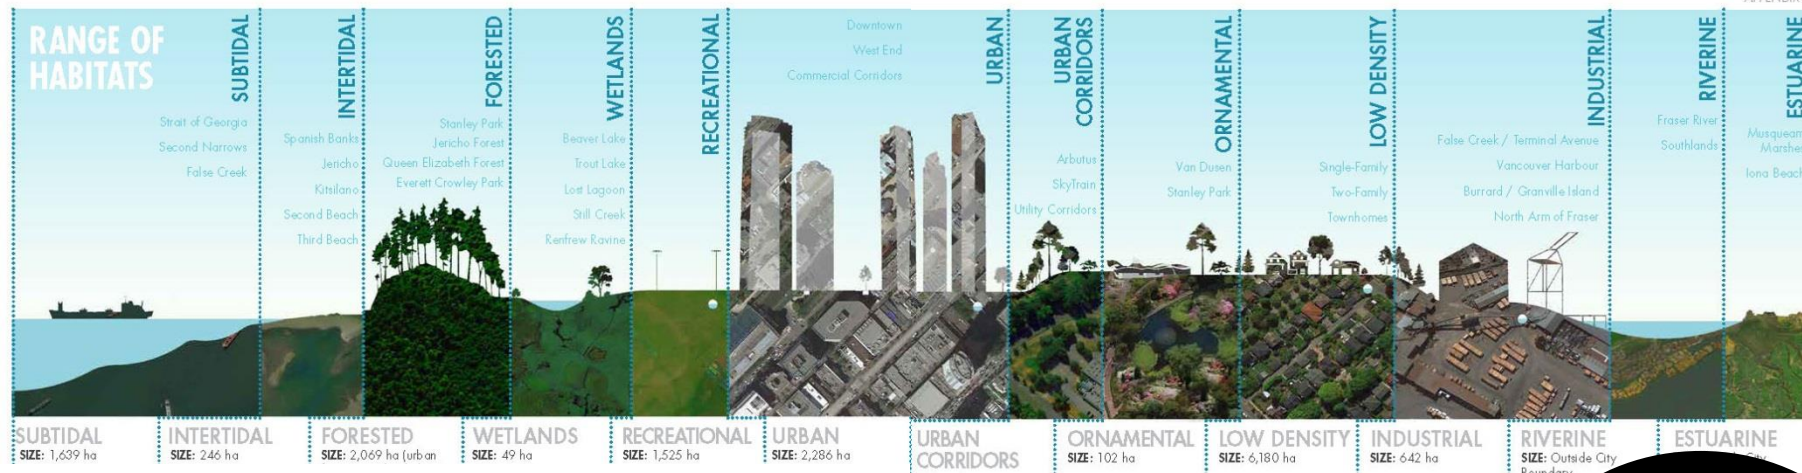 RANGE OF
HABITATS
SUBTIDAL
Strait of Georgia
Second Narrows
False Creek
INTERTIDAL
Spanish Banks
Jericho
Kitsilano
Second Beach
Third Beach
FORESTED
Stanley Park
Jericho Forest
Queen Elizabeth Forest
Everett Crowley Park
WETLANDS
Beaver Lake
Trout Lake
Lost Lagoon
Still Creek
Renfrew Ravine
RECREATIONAL
Downtown
West End
Commercial Corridors
URBAN
URBAN
CORRIDORS
Arbutus
SkyTrain
Utility Corridors
ORNAMENTAL
Van Dusen
Stanley Park
LOW DENSITY
Single-Family
Two-Family
Townhomes
INDUSTRIAL
False Creek / Terminal Avenue
Vancouver Harbour
Burrard / Granville Island
North Arm of Fraser
RIVERINE
Fraser River
Southlands
ESTUARINE
Iona Beach
SUBTIDAL
SIZE: 1,639 ha
INTERTIDAL
SIZE: 246 ha
FORESTED
SIZE: 2,069 ha (urban
WETLANDS
SIZE: 49 ha
RECREATIONAL
SIZE: 1,525 ha
URBAN
SIZE: 2,286 ha
URBAN
CORRIDORS
ORNAMENTAL
SIZE: 102 ha
LOW DENSITY
SIZE: 6,180 ha
INDUSTRIAL
SIZE: 642 ha
RIVERINE
SIZE: Outside City
ESTUARINE